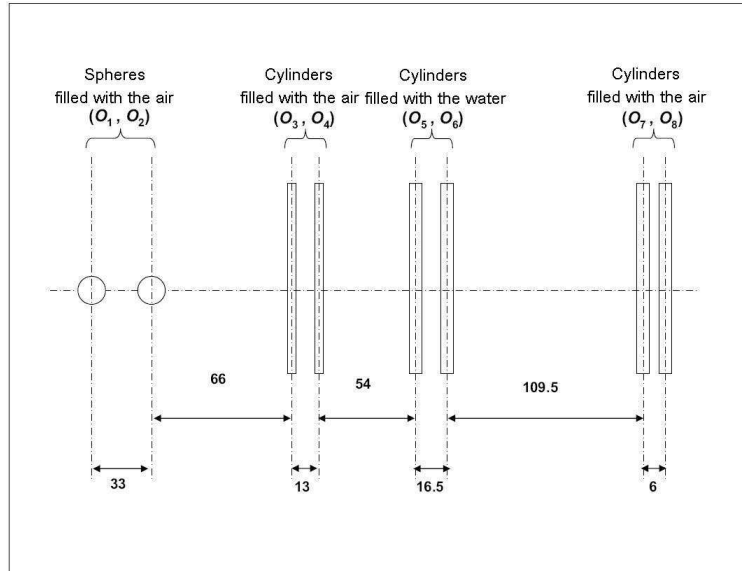 Spheres
filled with the air
(O1 , O2)
Cylinders
filled with the air
(O3 , O4)
Cylinders
filled with the water
(O5 , O6)
Cylinders
filled with the air
(O7 , O8)
66
54
109.5
33
13
16.5
6